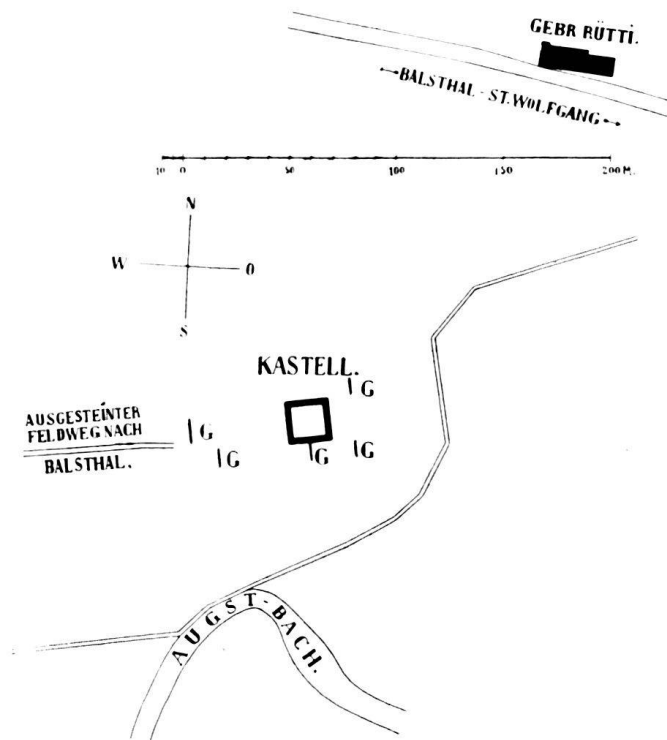 GEBR RÜTTI.
BALSTHAL - ST. WOLFGANG
10 0 50 100 150 200 M.
N
W O
S
KASTELL.
G
AUSGESTEINTER
FELDWEG NACH
BALSTHAL.
G
G
G
G
AUGST-BACH.